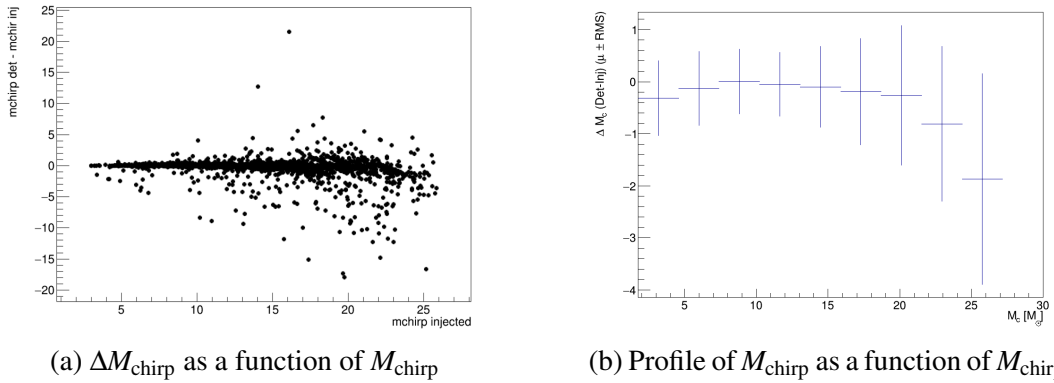 mchirp det - mchir inj
25
20
15
10
5
0
−5
−10
−15
−20
5 10 15 20 25
mchirp injected
(a) ΔM_chirp as a function of M_chirp
Δ M_c (Det-Inj) (μ ± RMS)
1
0
−1
−2
−3
−4
5 10 15 20 25 30
M_c [M_⊙]
(b) Profile of M_chirp as a function of M_chir